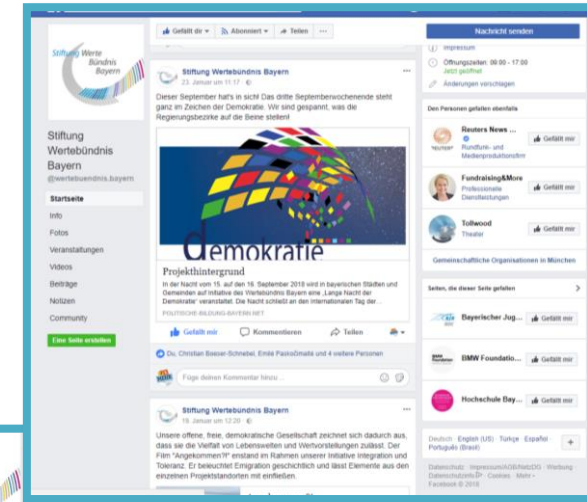 Gefällt dir
Abonniert
Teilen
Nachricht senden
Stiftung Werte
Bündnis
Bayern
Stiftung
Wertebündnis
Bayern
@wertebuendnis.bayern
Startseite
Info
Fotos
Veranstaltungen
Videos
Beiträge
Notizen
Community
Eine Seite erstellen
Stiftung Wertebündnis Bayern
23. Januar um 11:17
Dieser September hat's in sich! Das dritte Septemberwochenende steht
ganz im Zeichen der Demokratie. Wir sind gespannt, was die
Regierungsbezirke auf die Beine stellen!
demokratie
Projekthintergrund
In der Nacht vom 15. auf den 16. September 2018 wird in bayerischen Städten und
Gemeinden auf Initiative des Wertebündnis Bayern eine „Lange Nacht der
Demokratie“ veranstaltet. Die Nacht schließt an den Internationalen Tag der…
POLITISCHE-BILDUNG-BAYERN.NET
Gefällt mir
Kommentieren
Teilen
Du, Christian Boeser-Schnebel, und 4 weitere Personen
Füge deinen Kommentar hinzu ...
Stiftung Wertebündnis Bayern
19. Januar um 12:20
Unsere offene, freie, demokratische Gesellschaft zeichnet sich dadurch aus,
dass sie die Vielfalt von Lebenswelten und Wertvorstellungen zulässt. Der
Film "Angekommen?!" enstand im Rahmen unserer Initiative Integration und
Toleranz. Er beleuchtet Emigration geschichtlich und lässt Elemente aus den
einzelnen Projektstandorten mit einfließen.
Impressum
Öffnungszeiten: 09:00 - 17:00
Jetzt geöffnet
Änderungen vorschlagen
Den Personen gefallen ebenfalls
Reuters News ...
Rundfunk- und
Medienproduktionsfirm
Gefällt mir
Fundraising&More
Professionelle
Dienstleistungen
Gefällt mir
Tollwood
Theater
Gefällt mir
Gemeinschaftliche Organisationen in München
Seiten, die dieser Seite gefallen
Bayerischer Jug...
Gefällt mir
BMW Foundatio...
Gefällt mir
Hochschule Bay...
Gefällt mir
Deutsch · English (US) · Türkçe · Español ·
Português (Brasil)
Datenschutz · Impressum/AGB/NetzDG · Werbung ·
Datenschutzinfo · Cookies · Mehr
Facebook © 2018